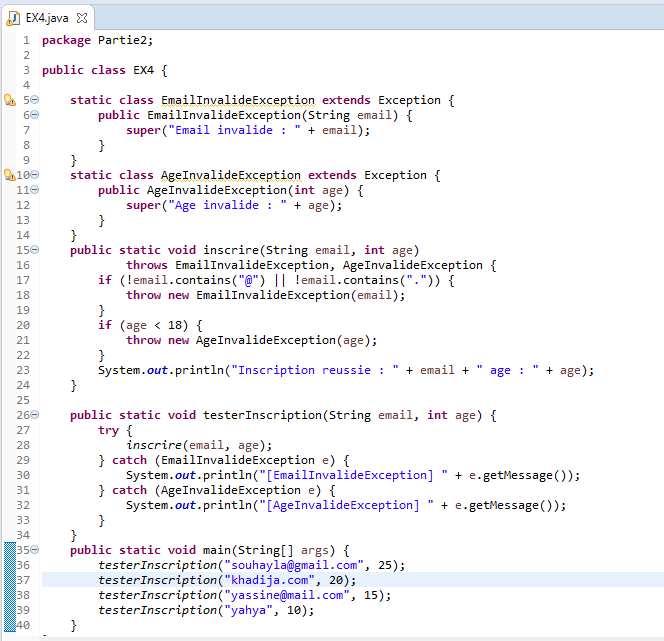 EX4.java
1 package Partie2;
2
3 public class EX4 {
4
5     static class EmailInvalideException extends Exception {
6         public EmailInvalideException(String email) {
7             super("Email invalide : " + email);
8         }
9     }
10     static class AgeInvalideException extends Exception {
11         public AgeInvalideException(int age) {
12             super("Age invalide : " + age);
13         }
14     }
15     public static void inscrire(String email, int age)
16             throws EmailInvalideException, AgeInvalideException {
17         if (!email.contains("@") || !email.contains(".")) {
18             throw new EmailInvalideException(email);
19         }
20         if (age < 18) {
21             throw new AgeInvalideException(age);
22         }
23         System.out.println("Inscription reussie : " + email + " age : " + age);
24     }
25
26     public static void testerInscription(String email, int age) {
27         try {
28             inscrire(email, age);
29         } catch (EmailInvalideException e) {
30             System.out.println("[EmailInvalideException] " + e.getMessage());
31         } catch (AgeInvalideException e) {
32             System.out.println("[AgeInvalideException] " + e.getMessage());
33         }
34     }
35     public static void main(String[] args) {
36         testerInscription("souhayla@gmail.com", 25);
37         testerInscription("khadija.com", 20);
38         testerInscription("yassine@mail.com", 15);
39         testerInscription("yahya", 10);
40     }